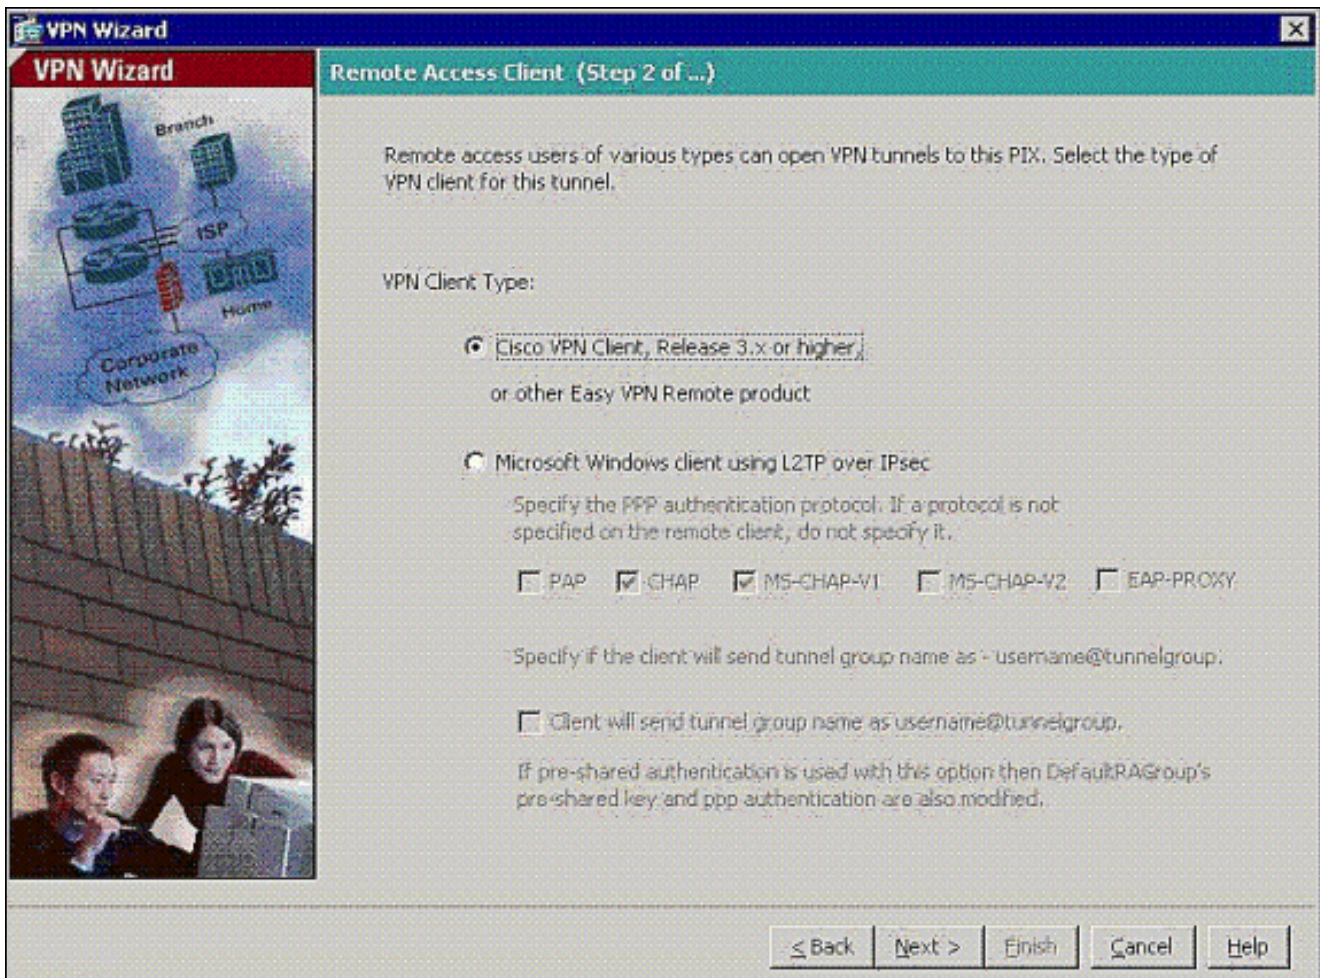 VPN Wizard
VPN Wizard
Remote Access Client (Step 2 of ...)
Branch
ISP
Home
Corporate
Network
Remote access users of various types can open VPN tunnels to this PIX. Select the type of
VPN client for this tunnel.
VPN Client Type:
Cisco VPN Client, Release 3.x or higher,
or other Easy VPN Remote product
Microsoft Windows client using L2TP over IPsec
Specify the PPP authentication protocol. If a protocol is not
specified on the remote client, do not specify it.
PAP CHAP MS-CHAP-V1 MS-CHAP-V2 EAP-PROXY
Specify if the client will send tunnel group name as - username@tunnelgroup.
Client will send tunnel group name as username@tunnelgroup.
If pre-shared authentication is used with this option then DefaultRAGroup's
pre-shared key and ppp authentication are also modified.
< Back Next > Finish Cancel Help